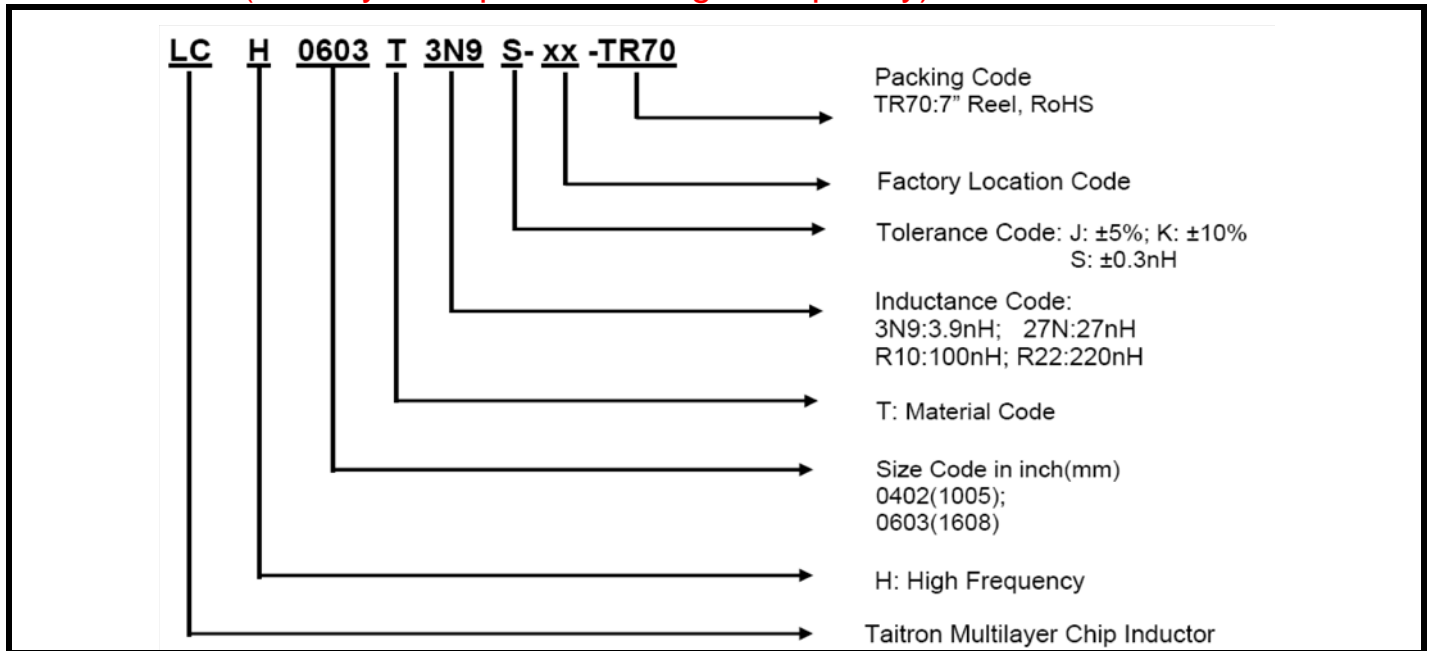 LC H 0603 T 3N9 S- xx -TR70
Packing Code
TR70:7” Reel, RoHS
Factory Location Code
Tolerance Code: J: ±5%; K: ±10%
S: ±0.3nH
Inductance Code:
3N9:3.9nH; 27N:27nH
R10:100nH; R22:220nH
T: Material Code
Size Code in inch(mm)
0402(1005);
0603(1608)
H: High Frequency
Taitron Multilayer Chip Inductor